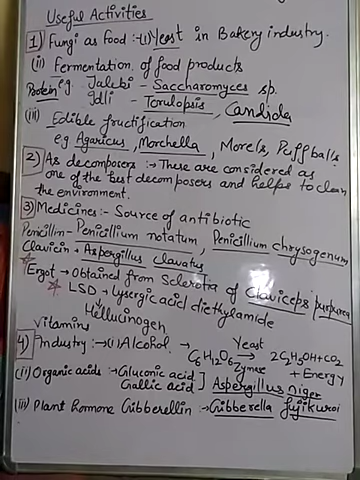 Useful Activities
1) Fungi as food :- (i) Yeast in Bakery industry.
(ii) Fermentation of food products
Protein eg. Jalebi - Saccharomyces sp.
Idli - Torulopsis, Candida
(iii) Edible fructification
e.g Agaricus, Morchella, Morels, Puffballs
2) As decomposers :→ These are considered as
one of the best decomposers and helps to clean
the environment.
3) Medicines :- Source of antibiotic
Penicillin - Penicillium notatum, Penicillium chrysogenum
Clavicin → Aspergillus clavatus
* Ergot → Obtained from Sclerotia of Claviceps purpurea
* LSD → Lysergic acid diethylamide
↓
Hellucinogen
Vitamins
4) Industry :→ (i) Alcohol → C6H12O6 Yeast → Zymase 2C2H5OH + CO2
+ Energy
(ii) Organic acids :→ Gluconic acid ] Aspergillus niger
Gallic acid
(iii) Plant Hormone Gibberellin :→ Gibberella fujikuroi